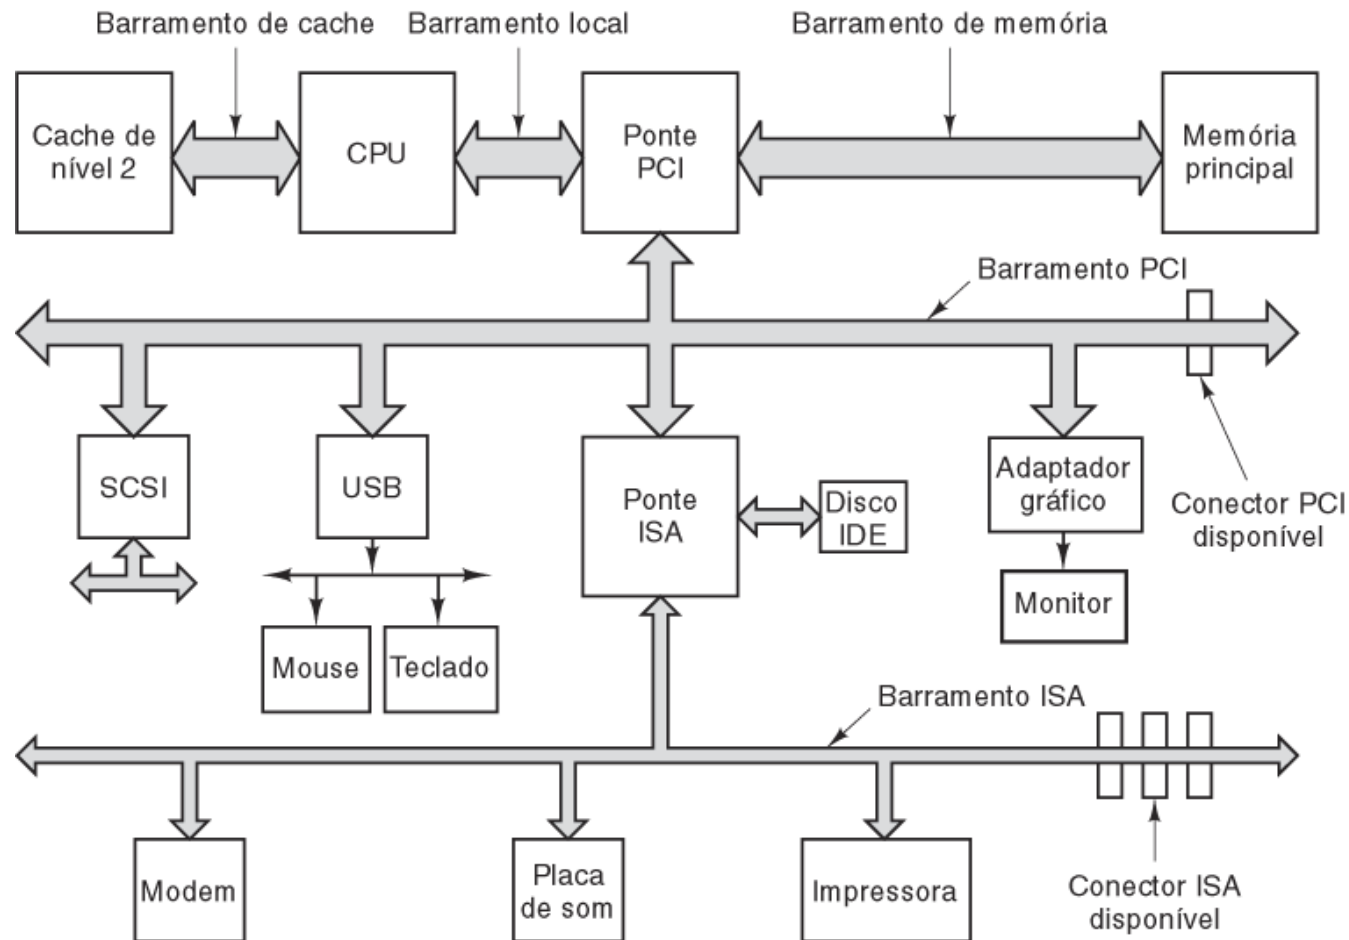 Barramento de cache
Barramento local
Barramento de memória
Cache de
nível 2
CPU
Ponte
PCI
Memória
principal
Barramento PCI
SCSI
USB
Ponte
ISA
Disco
IDE
Adaptador
gráfico
Conector PCI
disponível
Monitor
Mouse
Teclado
Barramento ISA
Modem
Placa
de som
Impressora
Conector ISA
disponível